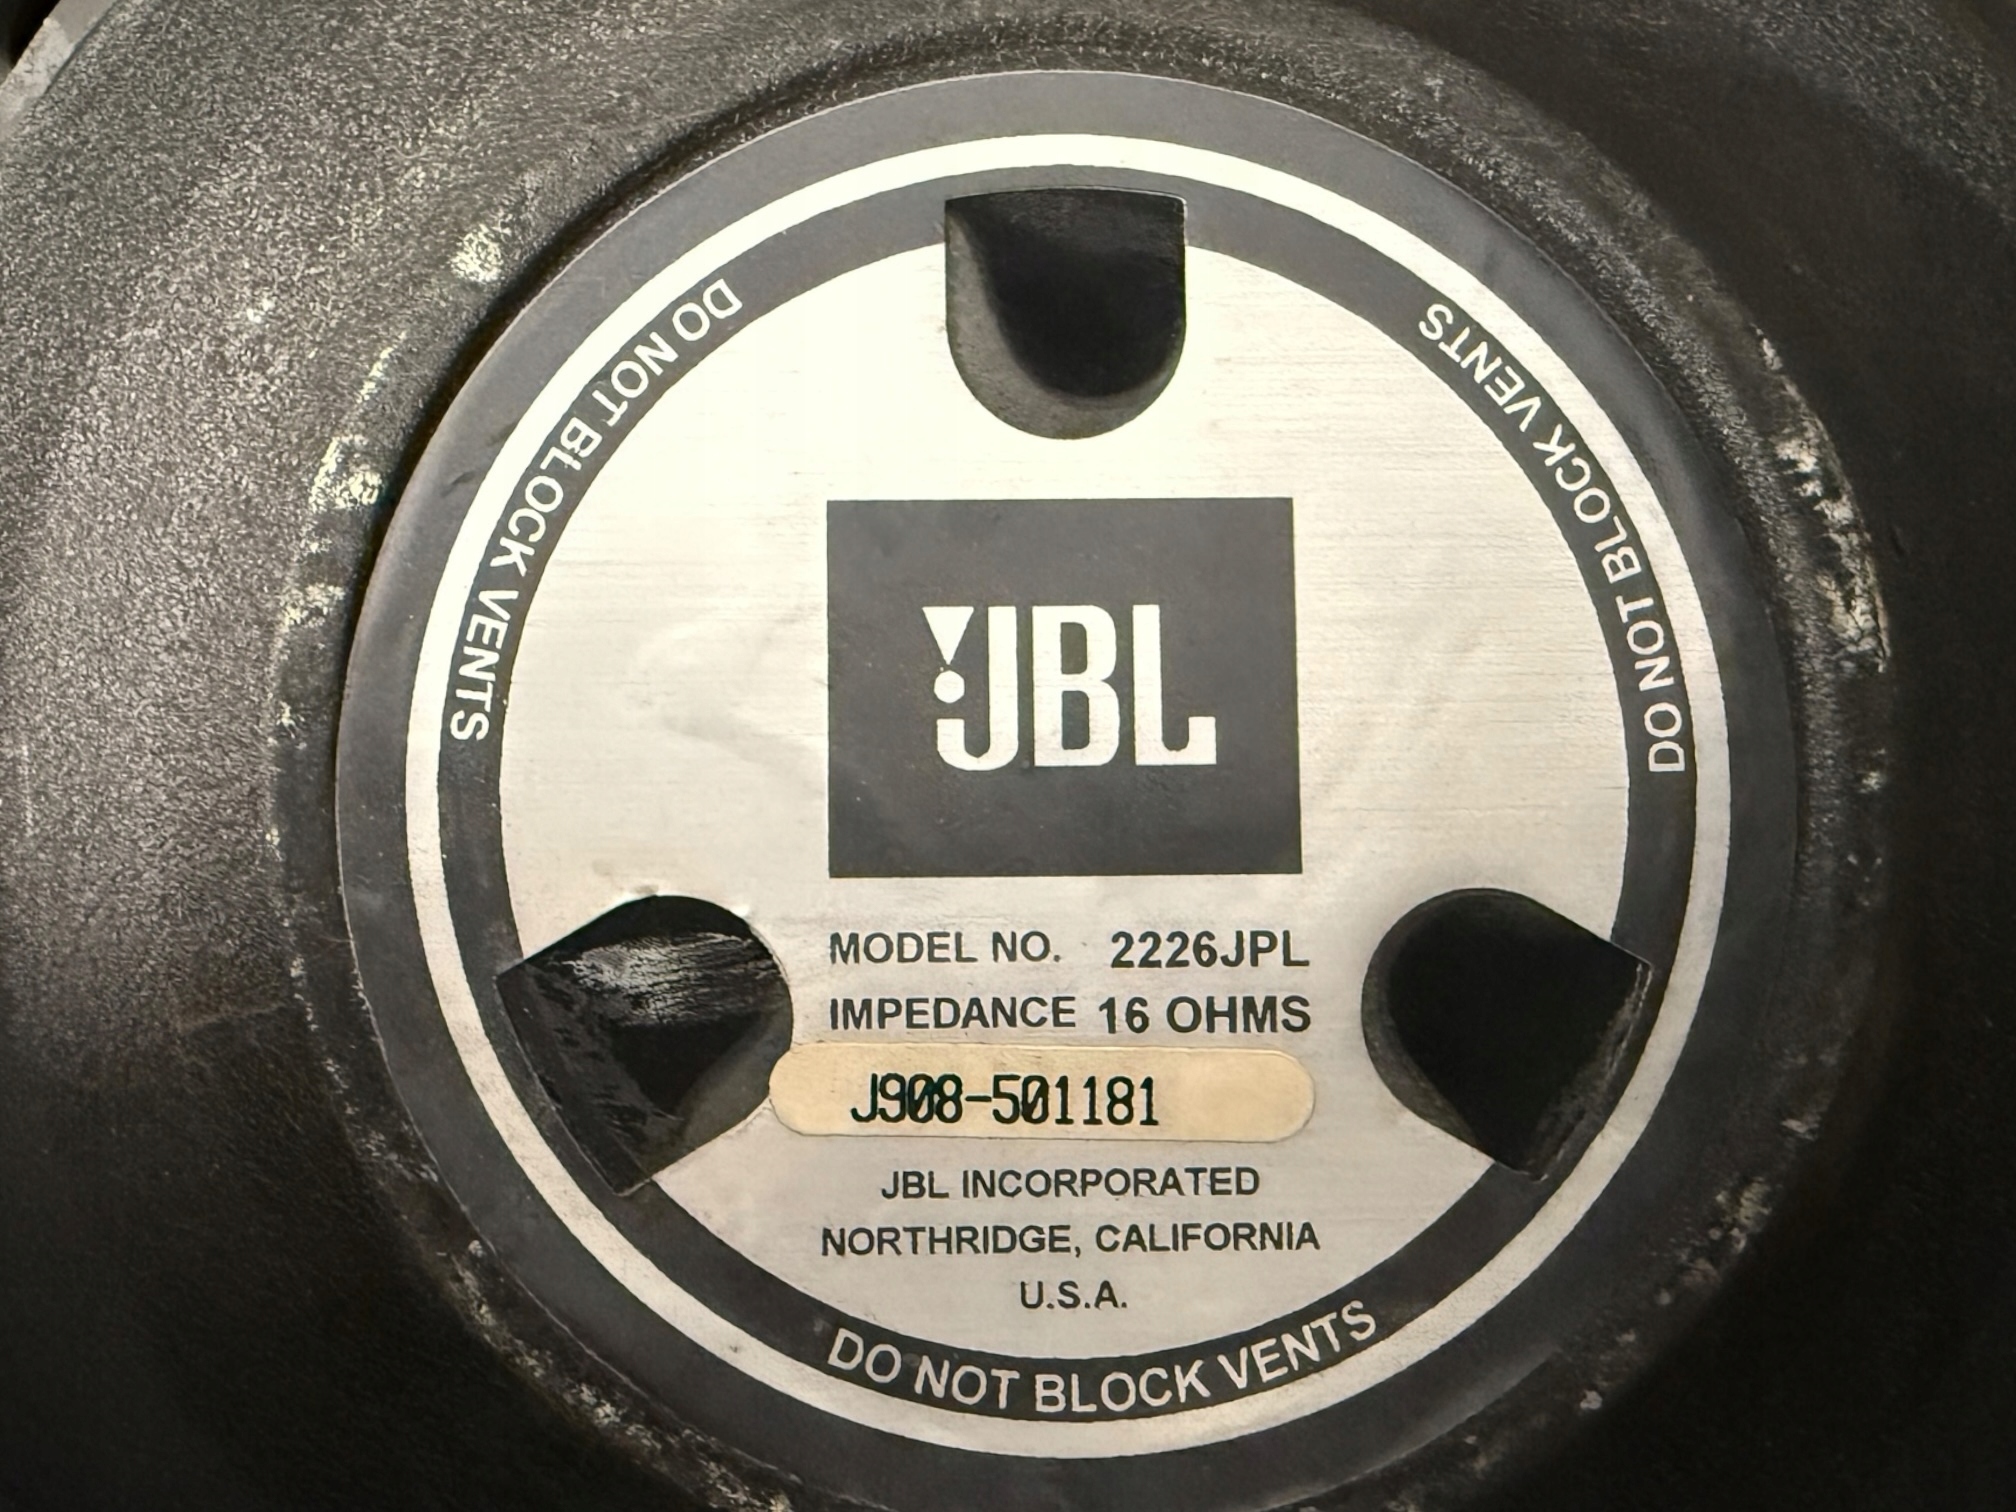 DO NOT BLOCK VENTS
DO NOT BLOCK VENTS
JBL
MODEL NO. 2226JPL
IMPEDANCE 16 OHMS
J908-501181
JBL INCORPORATED
NORTHRIDGE, CALIFORNIA
U.S.A.
DO NOT BLOCK VENTS